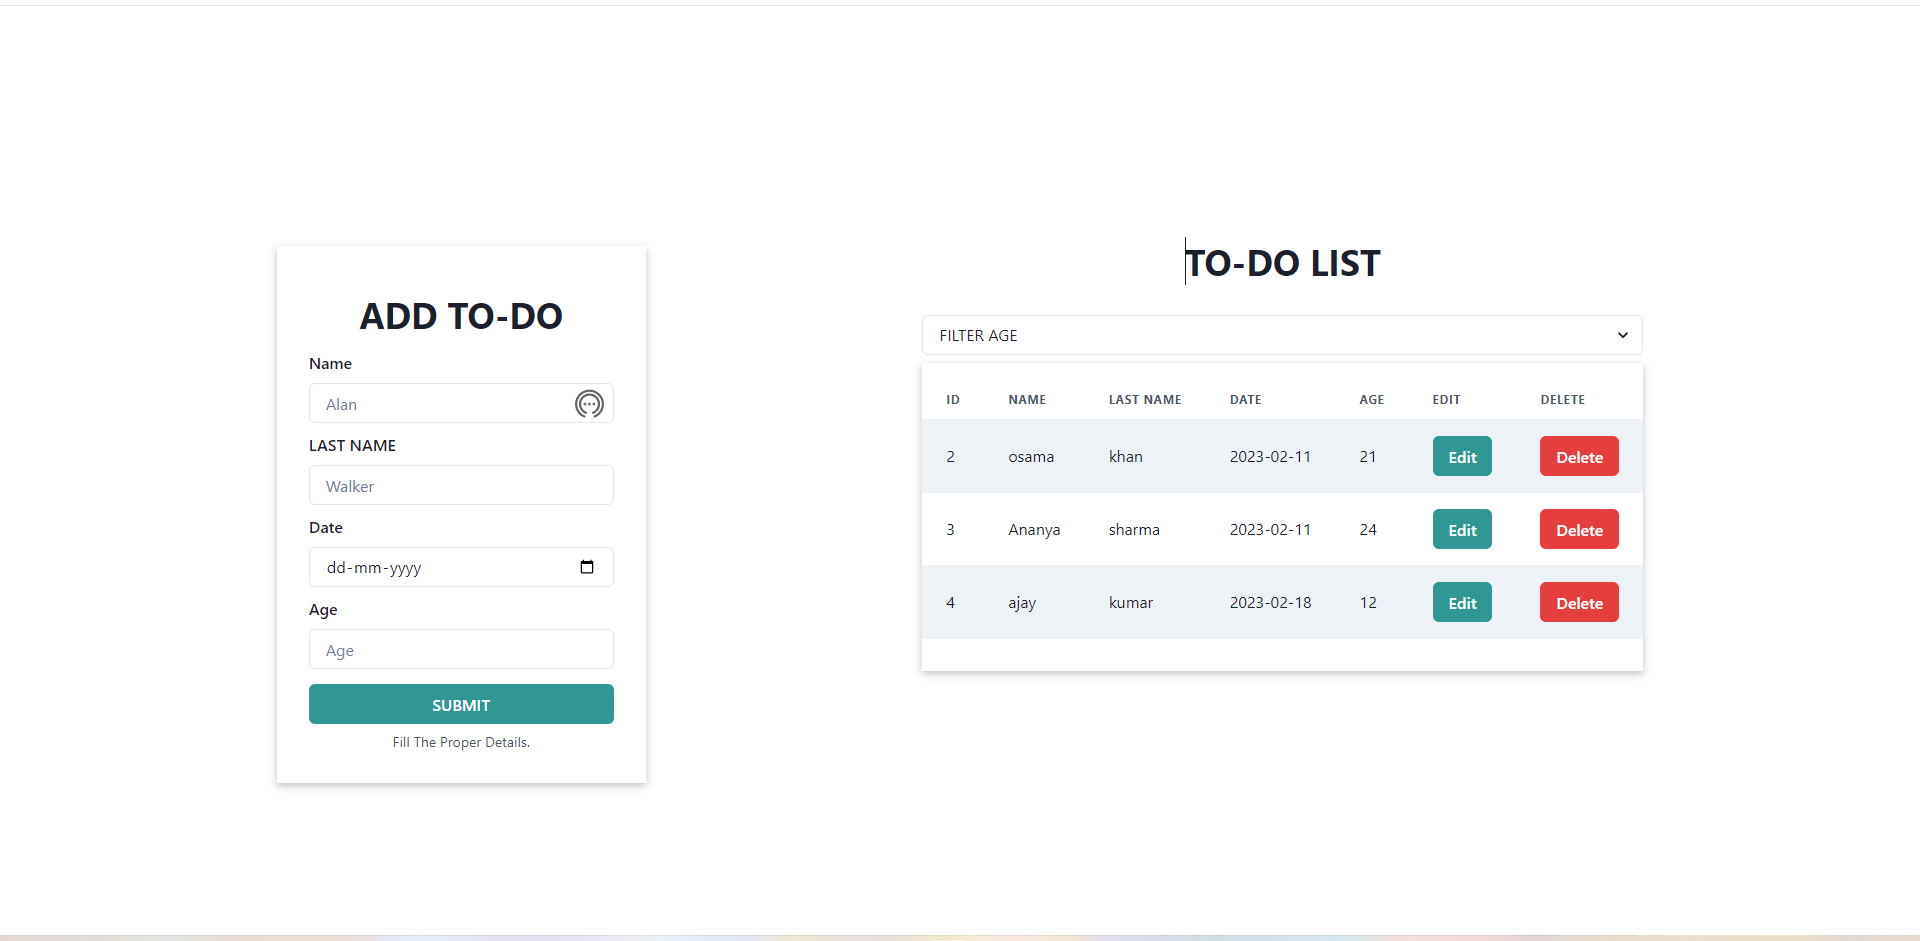 ADD TO-DO
Name
Alan
LAST NAME
Walker
Date
dd-mm-yyyy
Age
Age
SUBMIT
Fill The Proper Details.
TO-DO LIST
FILTER AGE
ID NAME LAST NAME DATE AGE EDIT DELETE
2 osama khan 2023-02-11 21 Edit Delete
3 Ananya sharma 2023-02-11 24 Edit Delete
4 ajay kumar 2023-02-18 12 Edit Delete